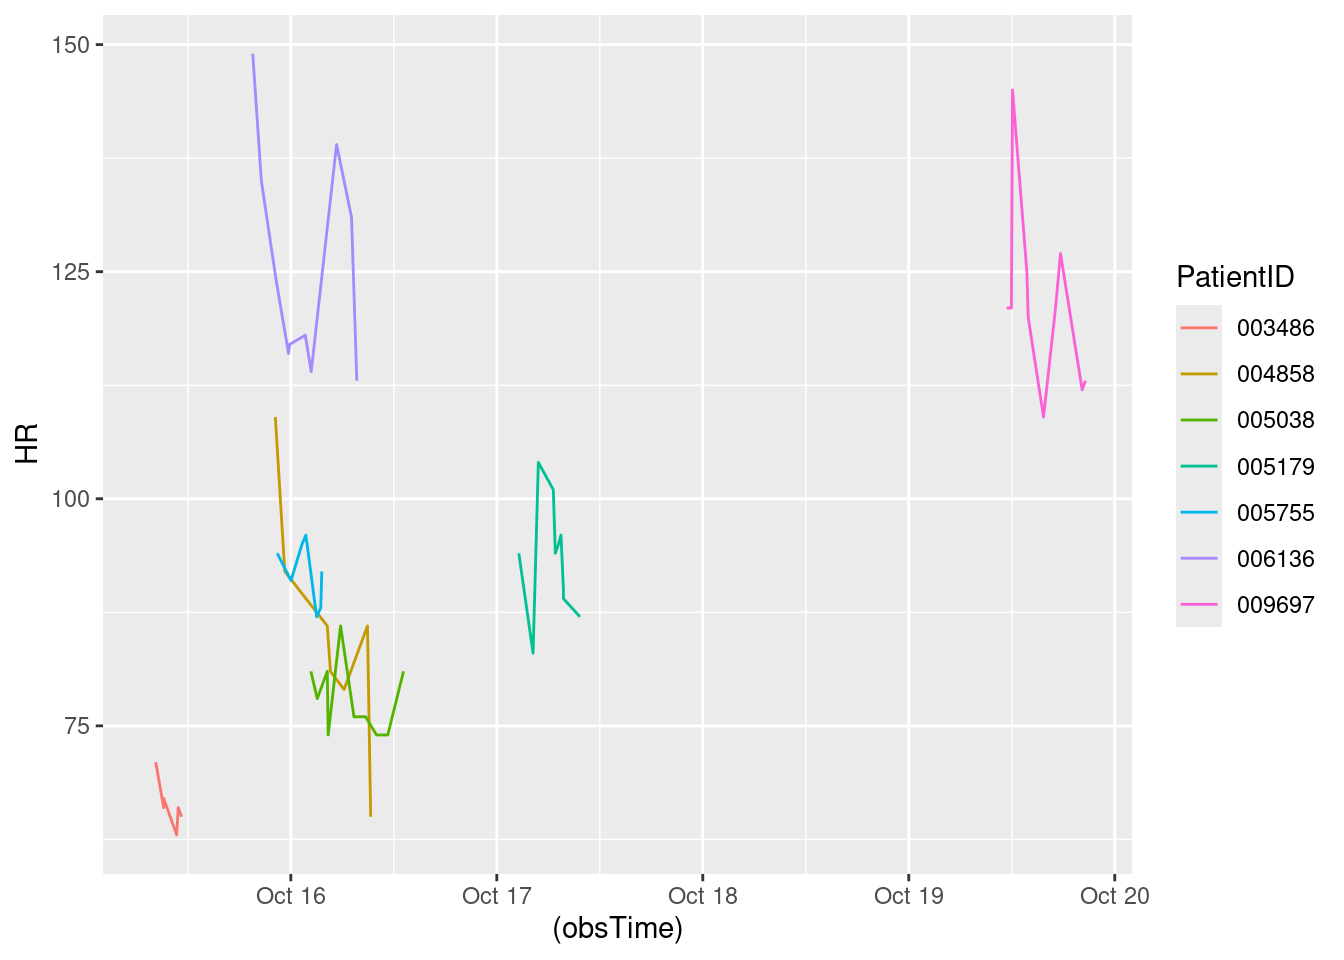 150
125
100
75
HR
Oct 16
Oct 17
Oct 18
Oct 19
Oct 20
(obsTime)
PatientID
003486
004858
005038
005179
005755
006136
009697